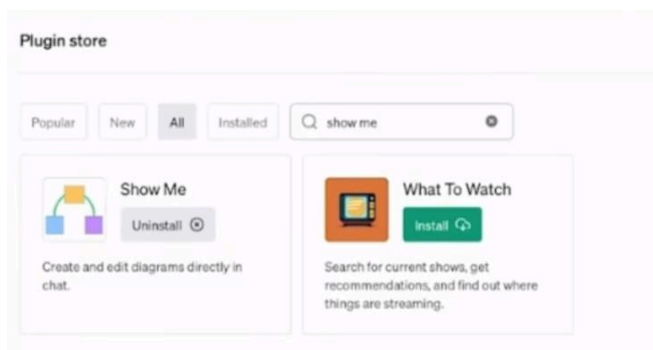 Plugin store
Popular
New
All
Installed
show me
Show Me
Uninstall
Create and edit diagrams directly in
chat.
What To Watch
Install
Search for current shows, get
recommendations, and find out where
things are streaming.